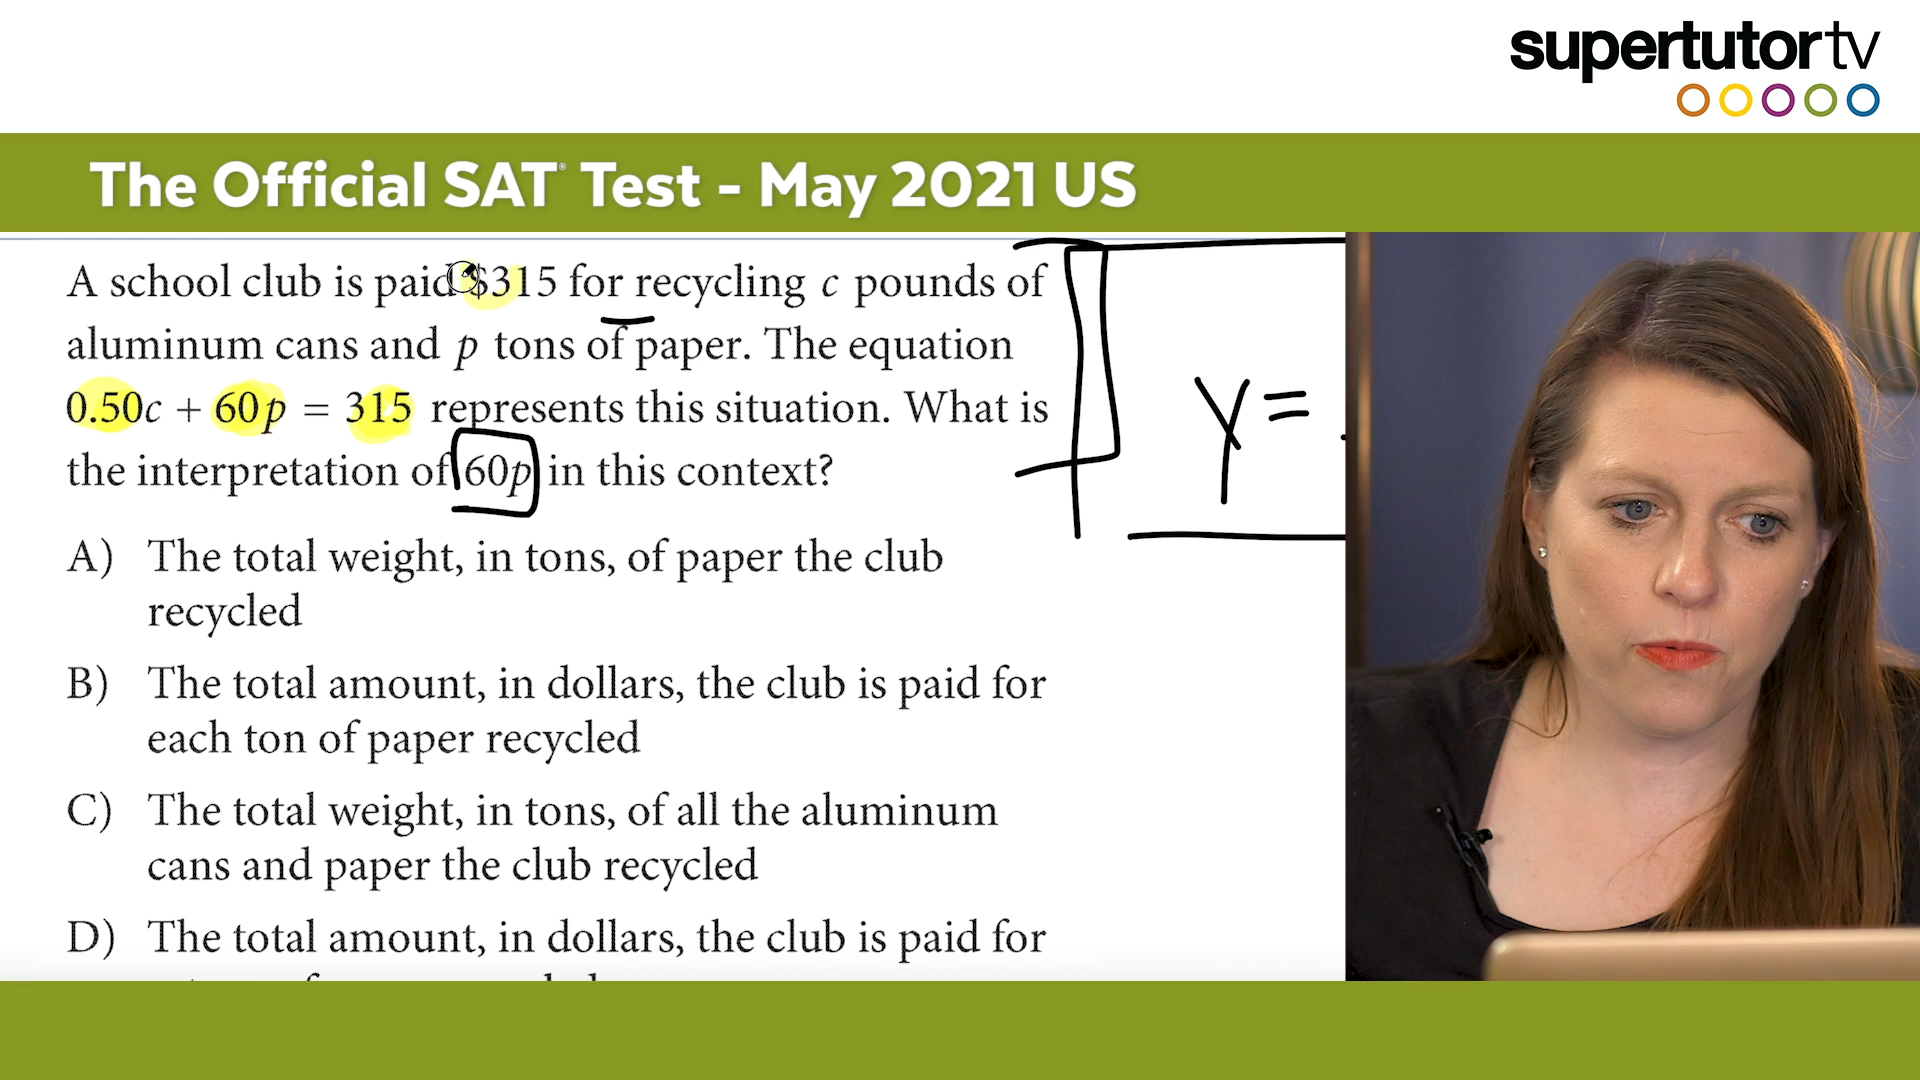 supertutortv
The Official SAT® Test - May 2021 US
A school club is paid $315 for recycling c pounds of
aluminum cans and p tons of paper. The equation
0.50c + 60p = 315 represents this situation. What is
the interpretation of 60p in this context?
y =
A) The total weight, in tons, of paper the club
recycled
B) The total amount, in dollars, the club is paid for
each ton of paper recycled
C) The total weight, in tons, of all the aluminum
cans and paper the club recycled
D) The total amount, in dollars, the club is paid for